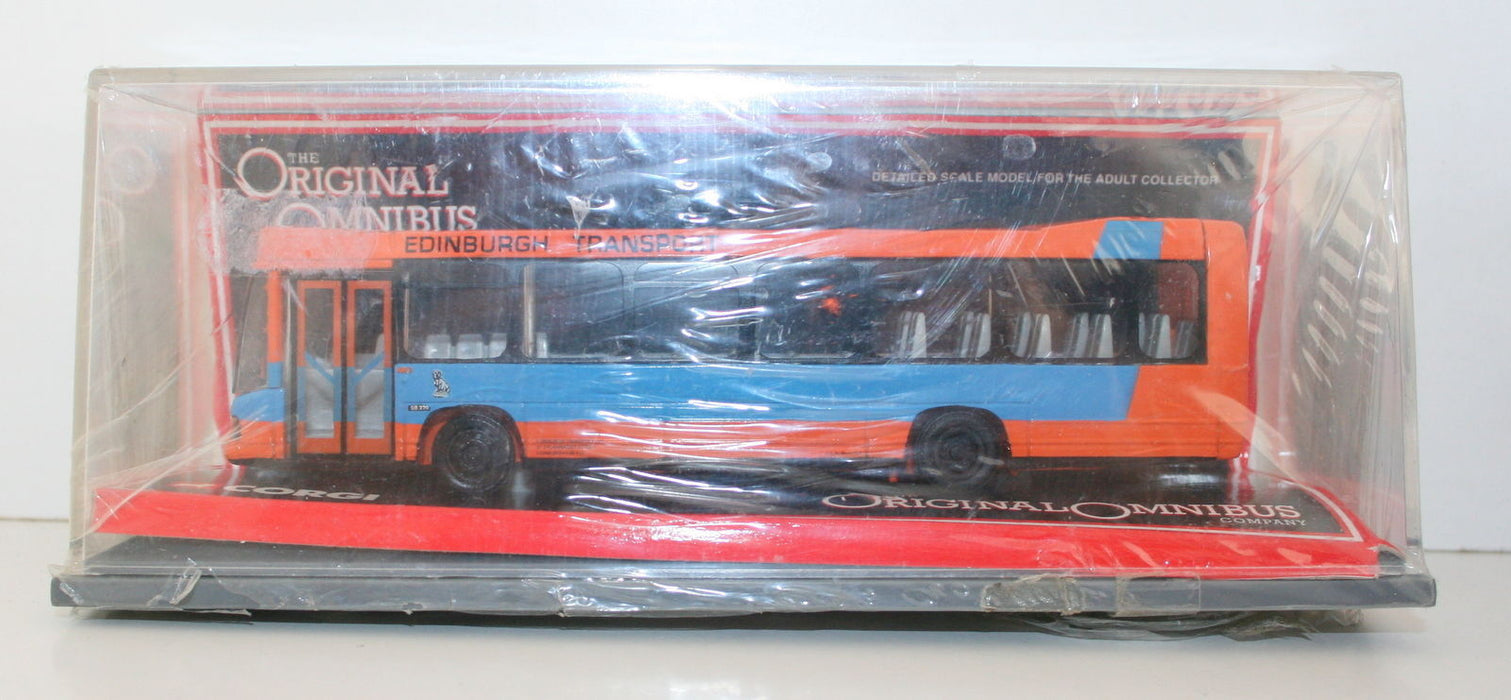 THE
ORIGINAL
OMNIBUS
DETAILED SCALE MODEL FOR THE ADULT COLLECTOR
EDINBURGH TRANSPORT
CORGI
ORIGINAL OMNIBUS
COMPANY